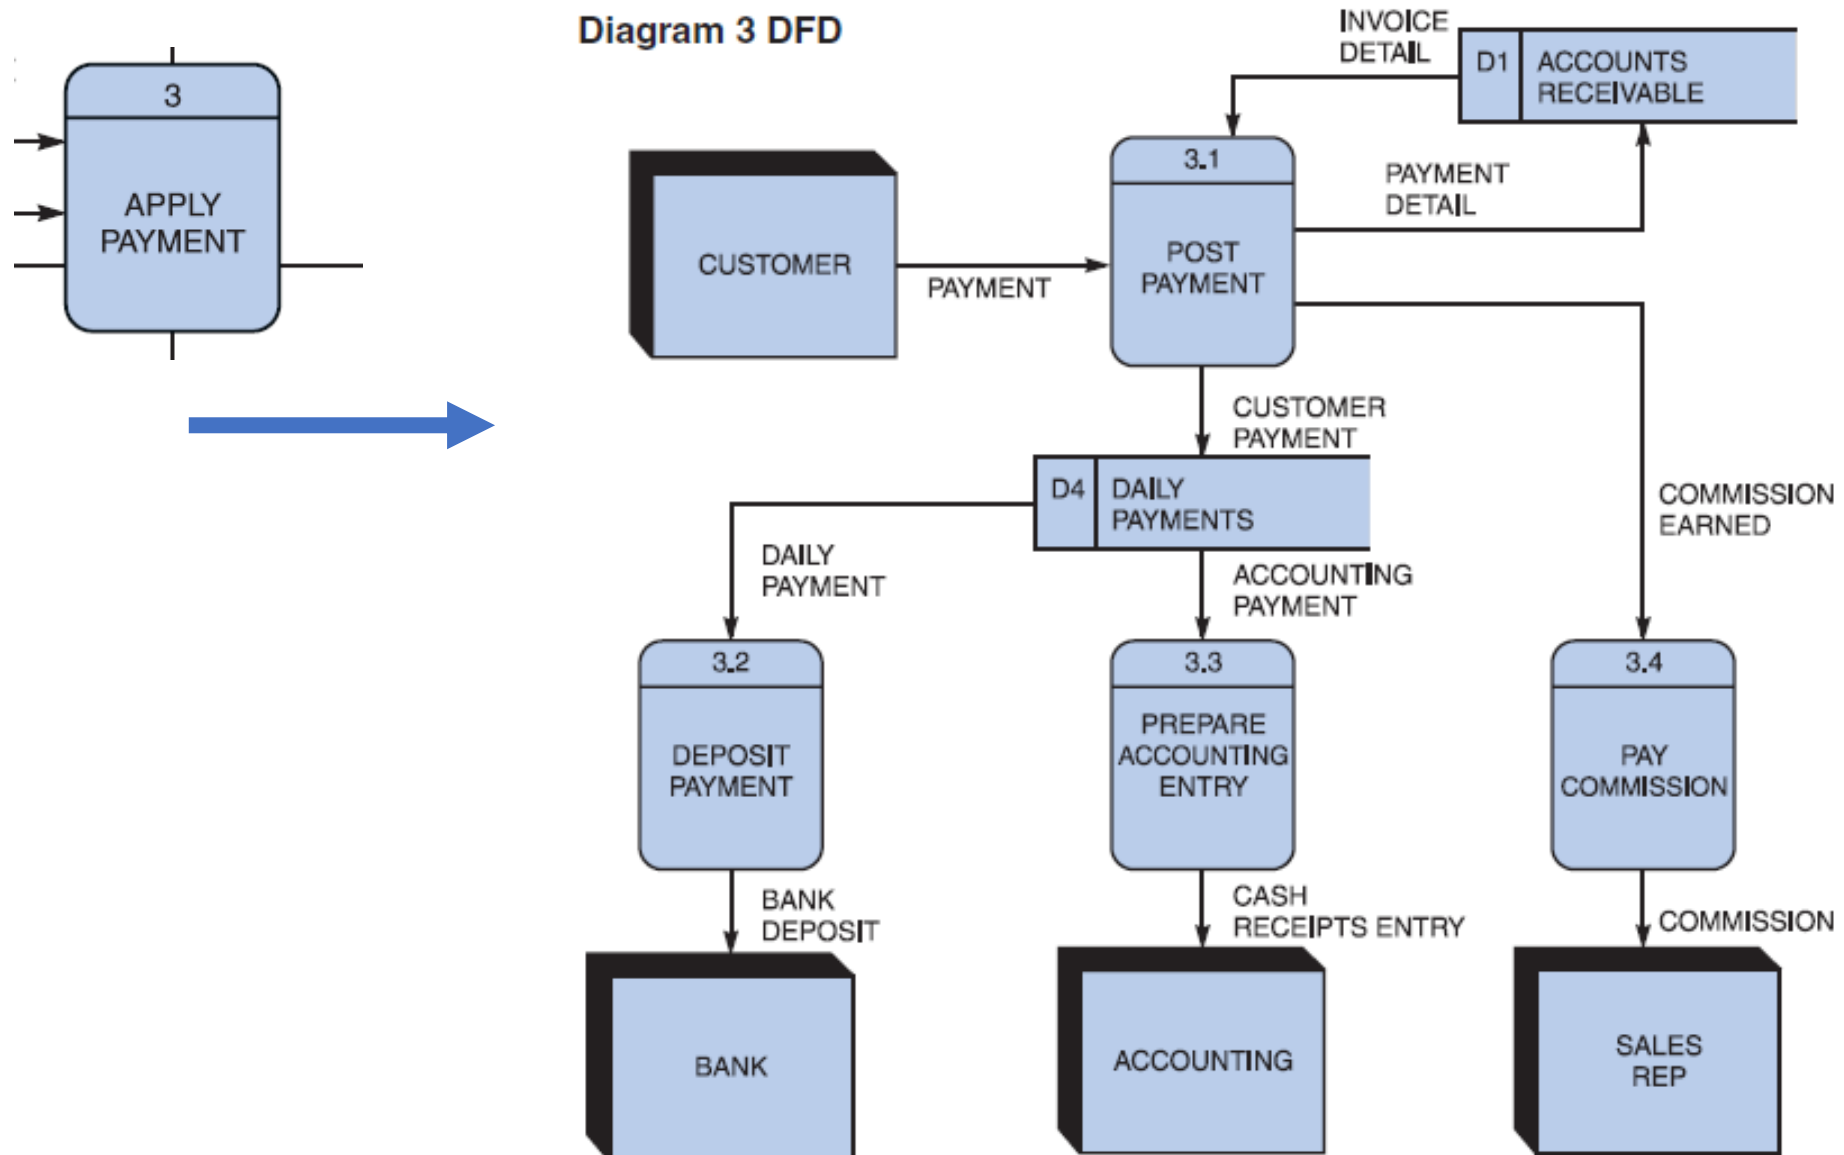 Diagram 3 DFD
3
APPLY
PAYMENT
INVOICE
DETAIL
D1
ACCOUNTS
RECEIVABLE
CUSTOMER
PAYMENT
3.1
POST
PAYMENT
PAYMENT
DETAIL
CUSTOMER
PAYMENT
D4
DAILY
PAYMENTS
COMMISSION
EARNED
DAILY
PAYMENT
ACCOUNTING
PAYMENT
3.2
DEPOSIT
PAYMENT
3.3
PREPARE
ACCOUNTING
ENTRY
3.4
PAY
COMMISSION
BANK
DEPOSIT
CASH
RECEIPTS ENTRY
COMMISSION
BANK
ACCOUNTING
SALES
REP